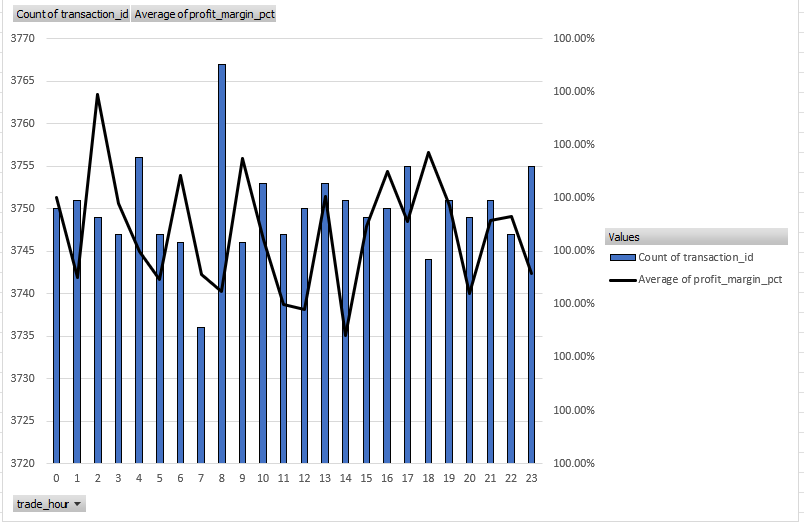 Count of transaction_id Average of profit_margin_pct
3770 100.00%
3765 100.00%
3760 100.00%
3755 100.00%
3750 100.00%
3745 100.00%
3740 100.00%
3735 100.00%
3730
3725 100.00%
3720 100.00%
Values
Count of transaction_id
Average of profit_margin_pct
0 1 2 3 4 5 6 7 8 9 10 11 12 13 14 15 16 17 18 19 20 21 22 23
trade_hour